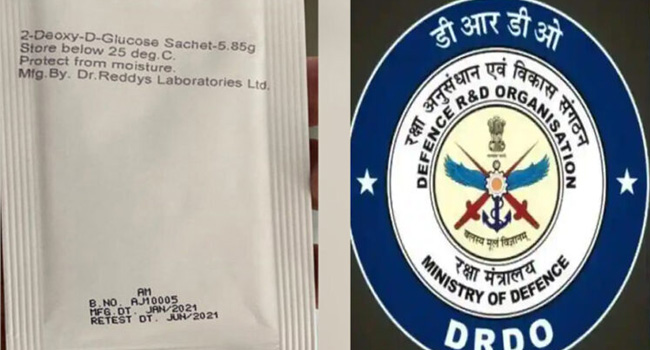 2-Deoxy-D-Glucose Sachet-5.85g
Store below 25 deg.C.
Protect from moisture.
Mfg.By. Dr.Reddys Laboratories Ltd.
AM
B.NO. AJ10005
MFG.DT. JAN/2021
RETEST DT. JUN/2021
डी आर डी ओ
रक्षा अनुसंधान एवं विकास संगठन
DEFENCE R&D ORGANISATION
बलस्य मूलं विज्ञानम्
रक्षा मंत्रालय
MINISTRY OF DEFENCE
DRDO